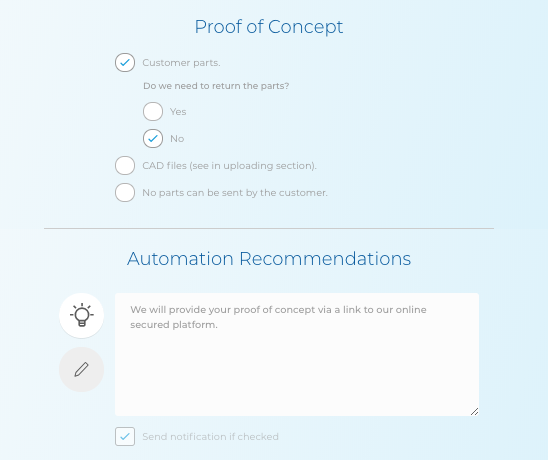 Proof of Concept
Customer parts.
Do we need to return the parts?
Yes
No
CAD files (see in uploading section).
No parts can be sent by the customer.
Automation Recommendations
We will provide your proof of concept via a link to our online
secured platform.
Send notification if checked